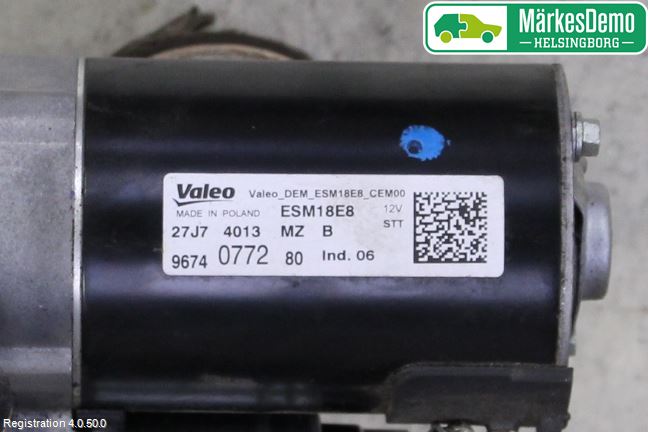 MärkesDemo
HELSINGBORG
Valeo Valeo_DEM_ESM18E8_CEM00
MADE IN POLAND ESM18E8 12V
STT
27J7 4013 MZ B
9674 0772 80 Ind. 06
Registration 4.0.50.0